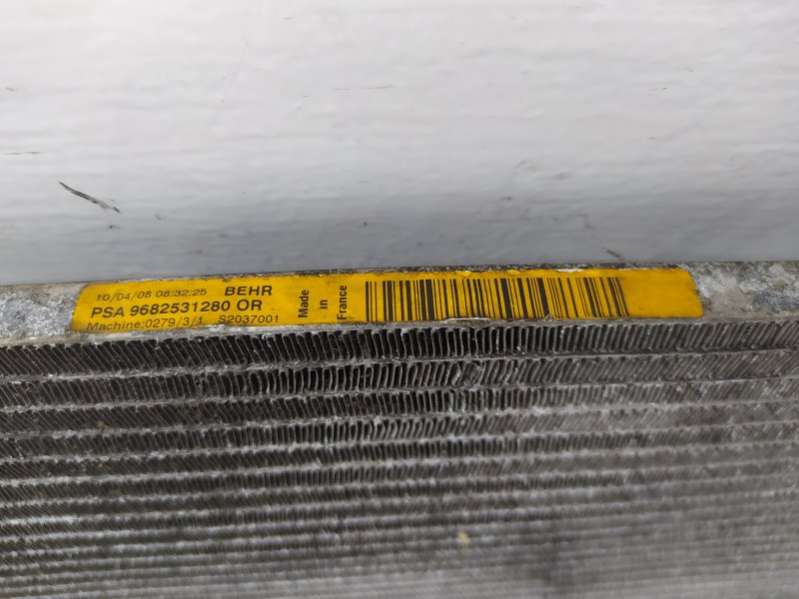 10/04/08 08:32:25 BEHR
PSA 9682531280 OR
Machine:0279/3/1 S2037001
Made
in
France